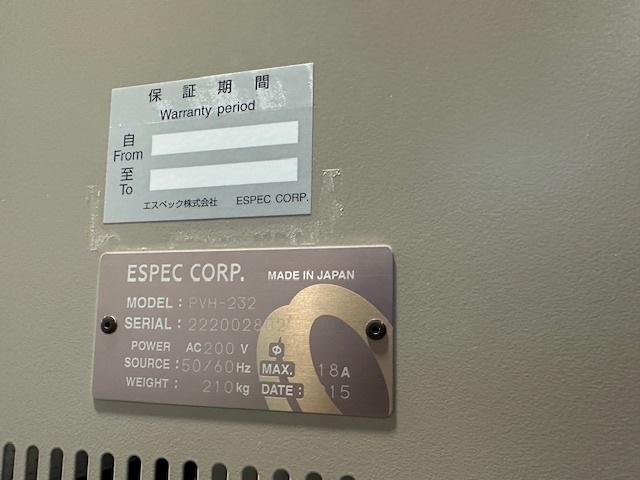 保証期間
Warranty period
自
From
至
To
エスペック株式会社 ESPEC CORP.
ESPEC CORP. MADE IN JAPAN
MODEL : PVH-232
SERIAL :
POWER AC 200 V Φ
SOURCE : 50/60 Hz MAX. 18 A
WEIGHT : 210 kg DATE : 15